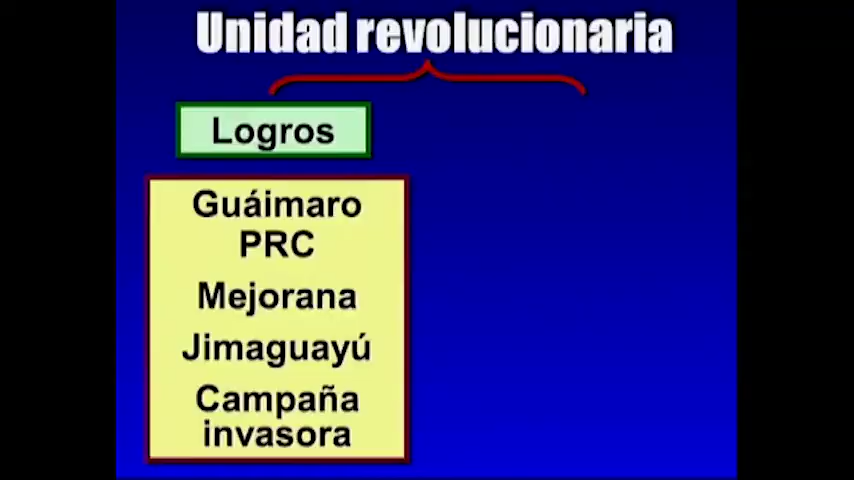 Unidad revolucionaria
Logros
Guáimaro
PRC
Mejorana
Jimaguayú
Campaña
invasora